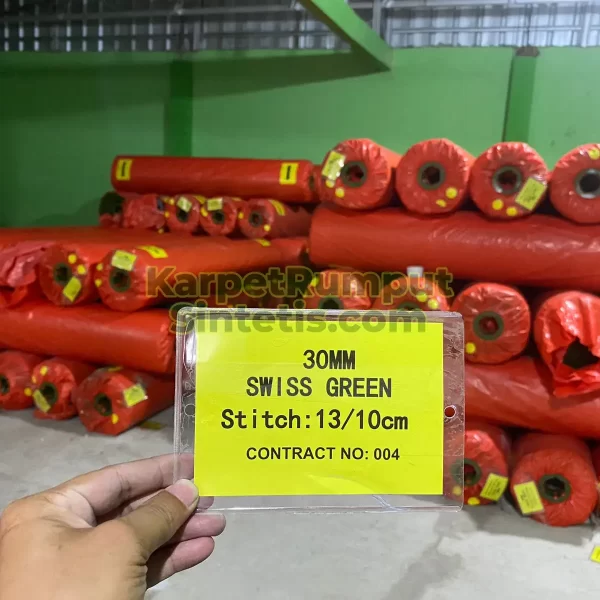 KarpetRumput
Sintetis.com
30MM
SWISS GREEN
Stitch:13/10cm
CONTRACT NO: 004